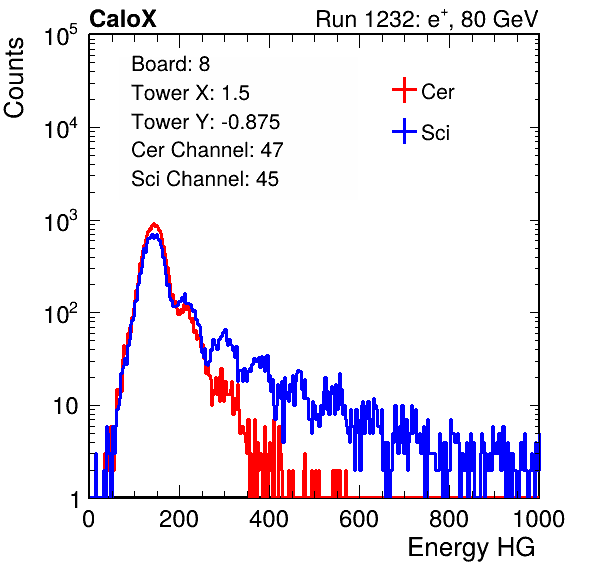 CaloX Run 1232: e+, 80 GeV
Counts
10^5
10^4
10^3
10^2
10
1
Board: 8
Tower X: 1.5
Tower Y: -0.875
Cer Channel: 47
Sci Channel: 45
Cer
Sci
0 200 400 600 800 1000
Energy HG